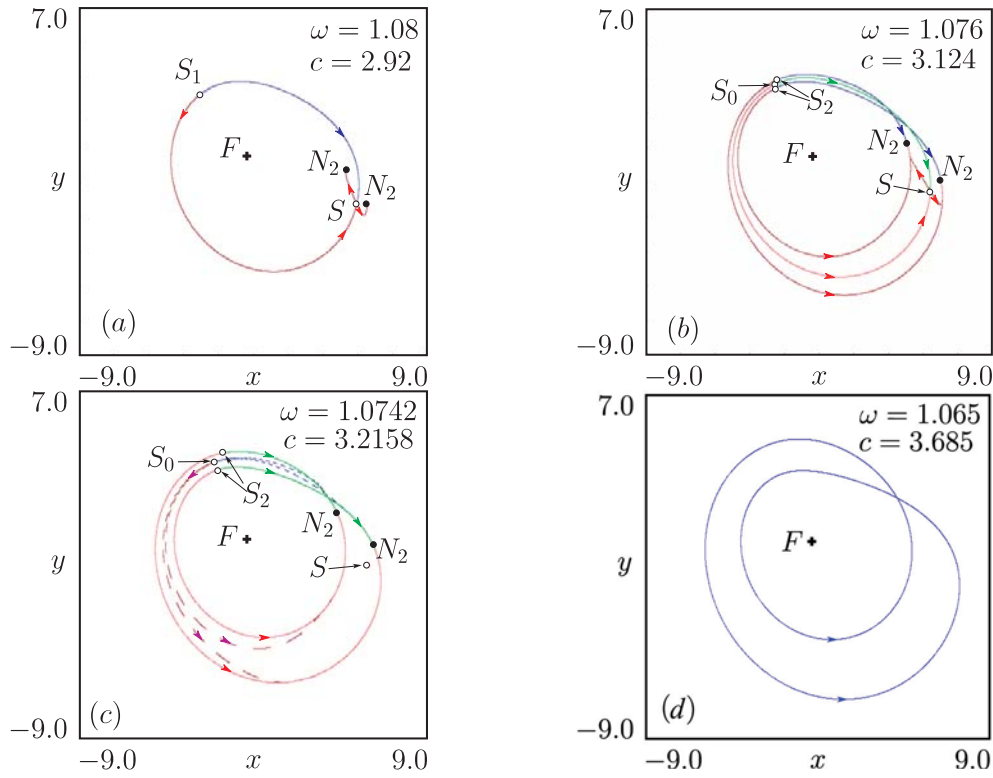 7.0
ω = 1.08
c = 2.92
S₁
F
N₂
N₂
y
S
(a)
−9.0
−9.0
x
9.0
7.0
ω = 1.076
c = 3.124
S₀
S₂
F
N₂
N₂
y
S
(b)
−9.0
−9.0
x
9.0
7.0
ω = 1.0742
c = 3.2158
S₀
S₂
N₂
F
N₂
y
S
(c)
−9.0
−9.0
x
9.0
7.0
ω = 1.065
c = 3.685
F
y
(d)
−9.0
−9.0
x
9.0